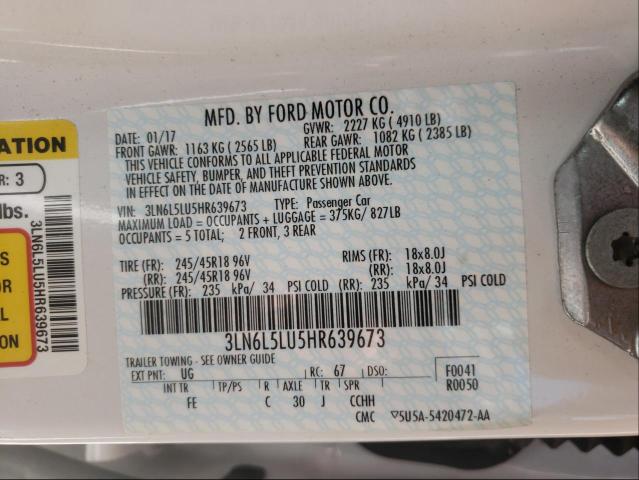 MFD. BY FORD MOTOR CO.
DATE: 01/17 GVWR: 2227 KG ( 4910 LB)
FRONT GAWR: 1163 KG ( 2565 LB) REAR GAWR: 1082 KG ( 2385 LB)
THIS VEHICLE CONFORMS TO ALL APPLICABLE FEDERAL MOTOR
VEHICLE SAFETY, BUMPER, AND THEFT PREVENTION STANDARDS
IN EFFECT ON THE DATE OF MANUFACTURE SHOWN ABOVE.
VIN: 3LN6L5LU5HR639673 TYPE: Passenger Car
MAXIMUM LOAD = OCCUPANTS + LUGGAGE = 375KG/ 827LB
OCCUPANTS = 5 TOTAL; 2 FRONT, 3 REAR
TIRE (FR): 245/45R18 96V RIMS (FR): 18x8.0J
(RR): 245/45R18 96V (RR): 18x8.0J
PRESSURE (FR): 235 kPa/ 34 PSI COLD (RR): 235 kPa/ 34 PSI COLD
3LN6L5LU5HR639673
TRAILER TOWING - SEE OWNER GUIDE
EXT PNT: UG RC: 67 DSO: F0041
R0050
INT TR TP/PS R AXLE TR SPR
FE C 30 J CCHH
CMC 5U5A-5420472-AA
ATION
R: 3
lbs.
S
OR
AL
ON
3LN6L5LU5HR639673